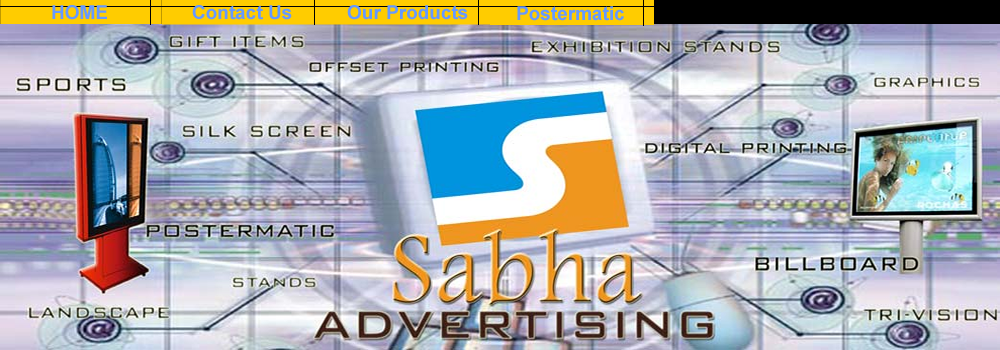 HOME Contact Us Our Products Postermatic
GIFT ITEMS
EXHIBITION STANDS
OFFSET PRINTING
SPORTS
GRAPHICS
SILK SCREEN
DIGITAL PRINTING
ROCHAS
POSTERMATIC
BILLBOARD
Sabha
STANDS
LANDSCAPE
TRI-VISION
ADVERTISING